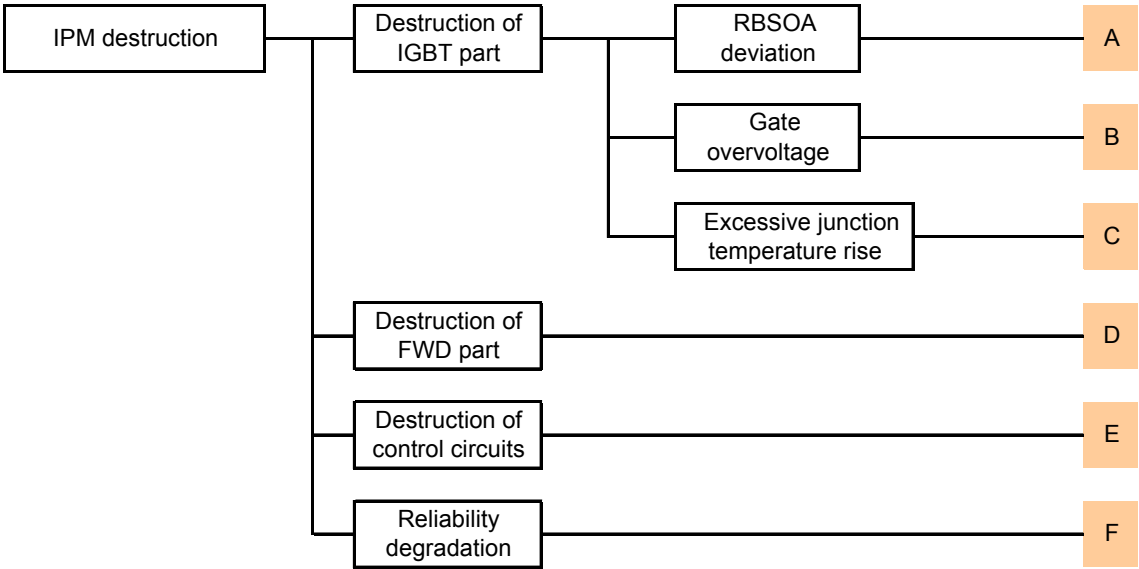 IPM destruction
Destruction of
IGBT part
RBSOA
deviation
A
Gate
overvoltage
B
Excessive junction
temperature rise
C
Destruction of
FWD part
D
Destruction of
control circuits
E
Reliability
degradation
F